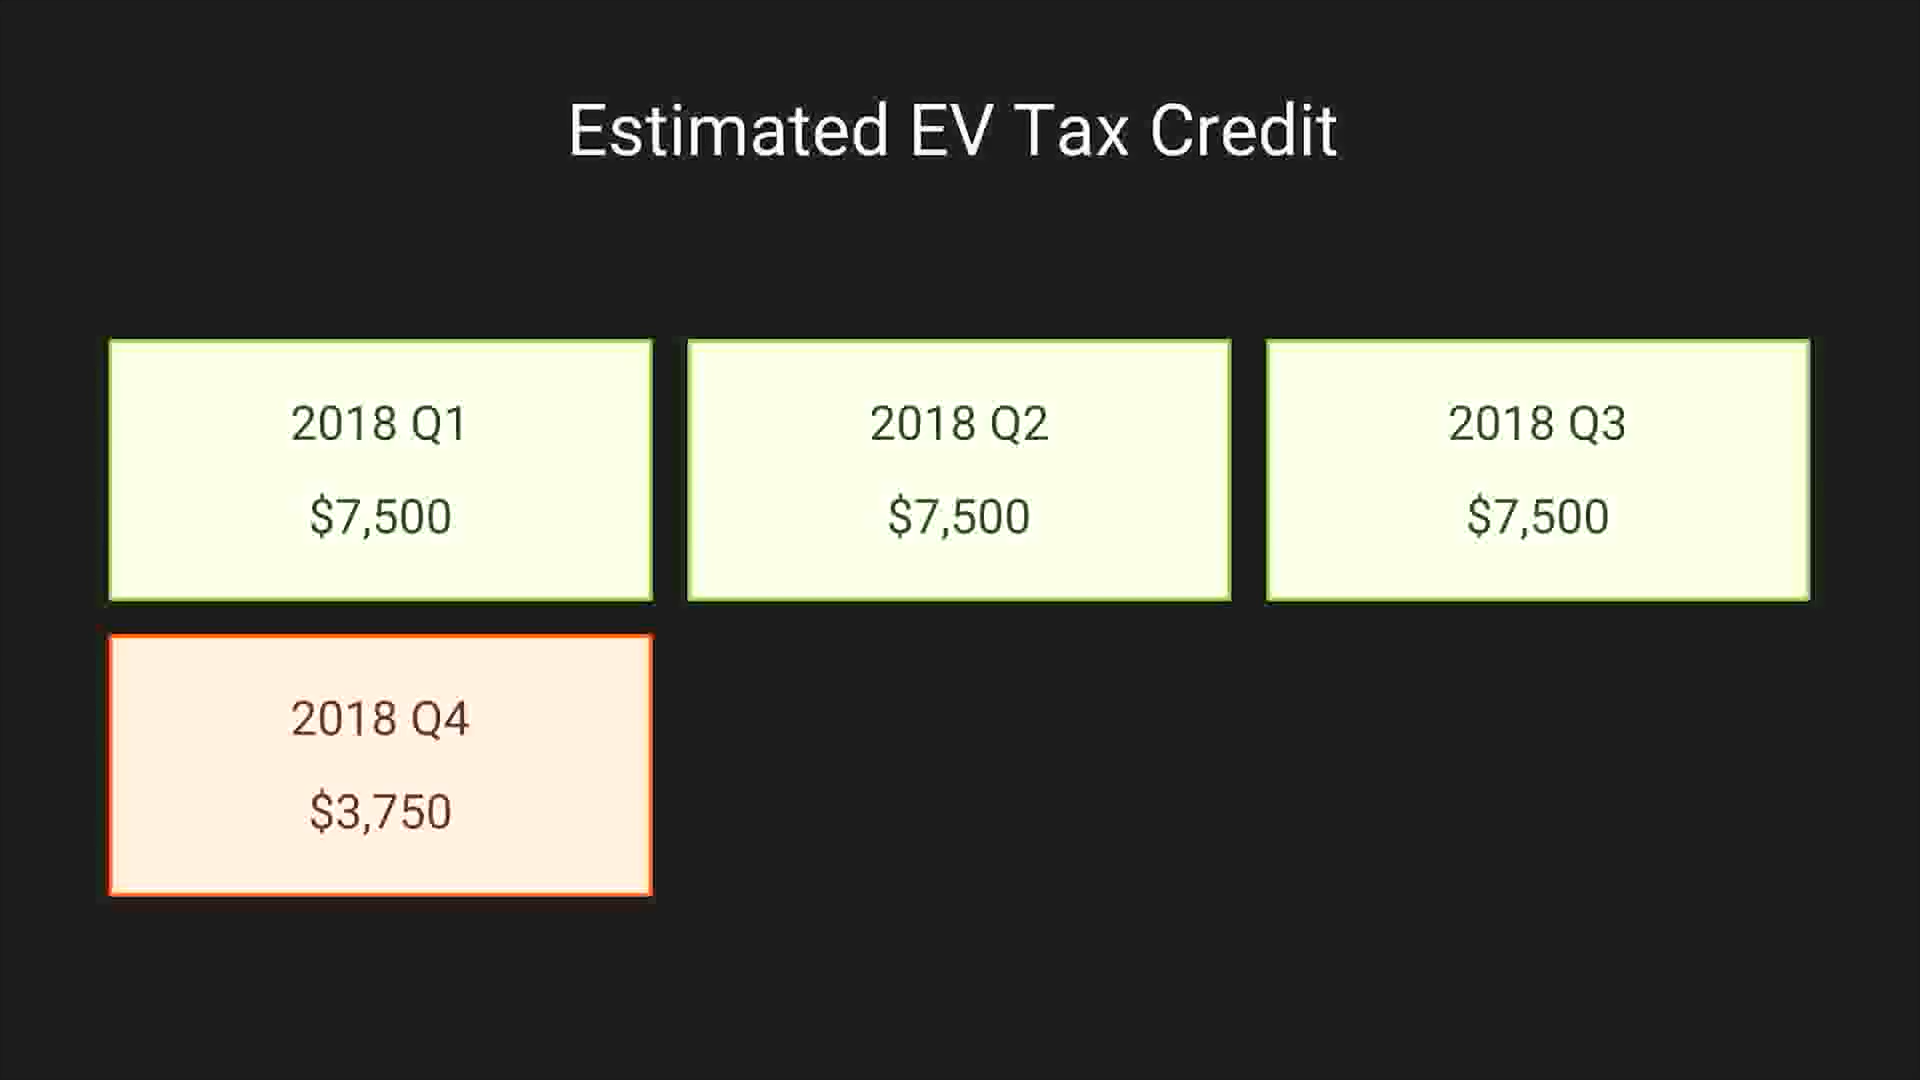 Estimated EV Tax Credit
2018 Q1
$7,500
2018 Q2
$7,500
2018 Q3
$7,500
2018 Q4
$3,750